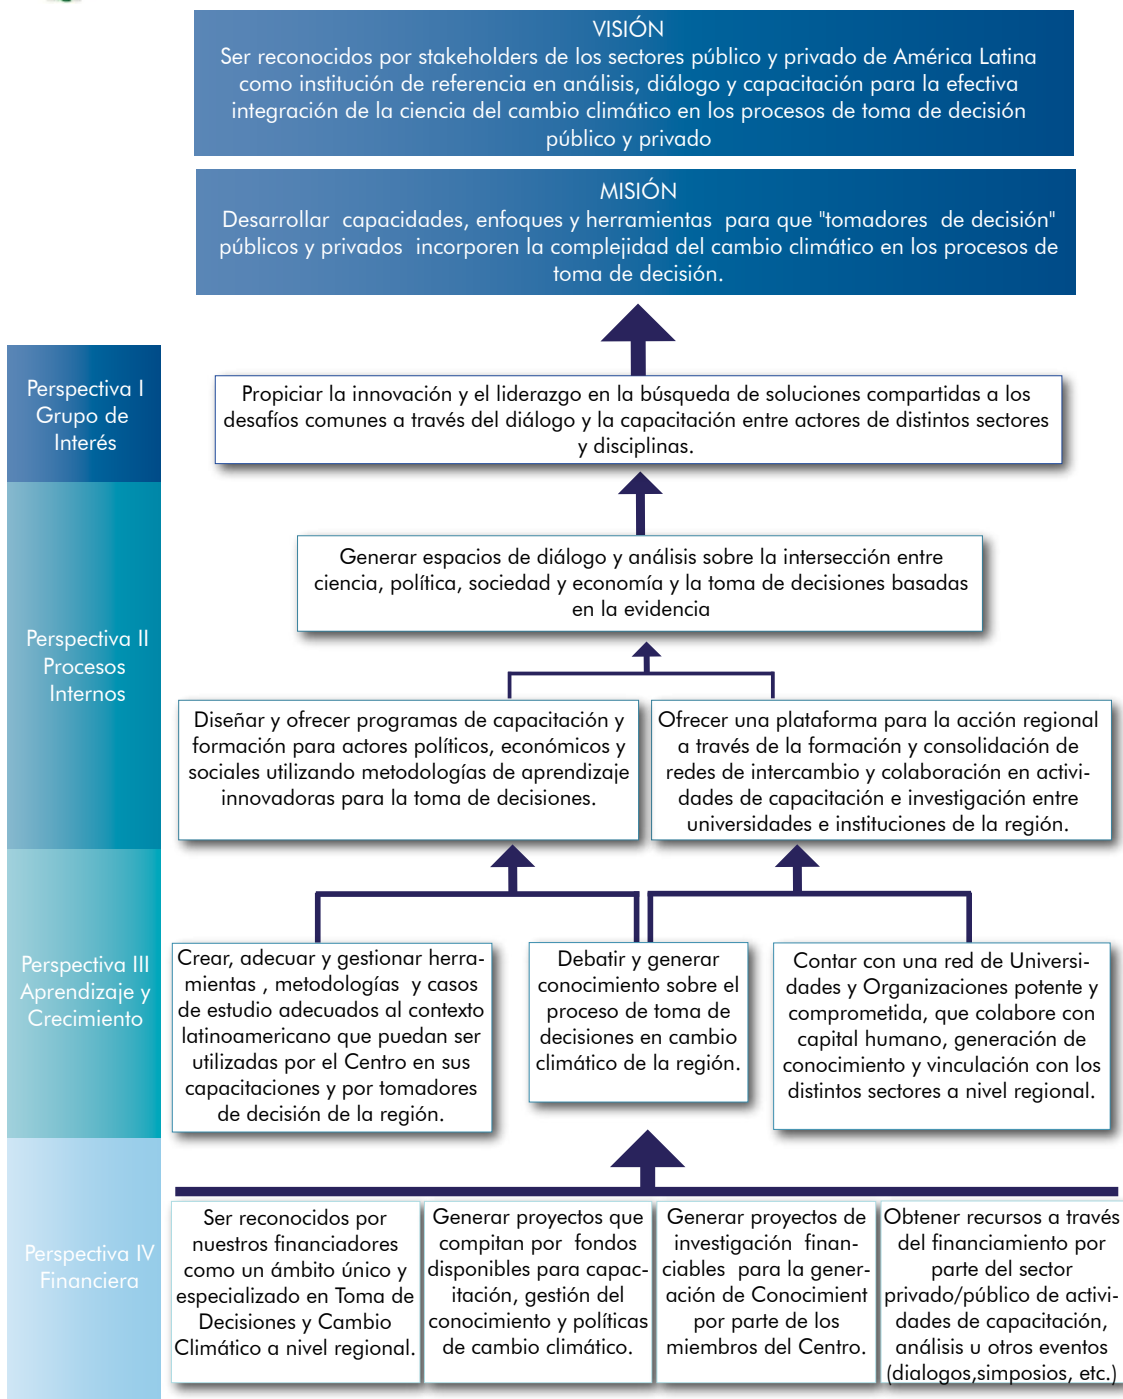 VISIÓN
Ser reconocidos por stakeholders de los sectores público y privado de América Latina
como institución de referencia en análisis, diálogo y capacitación para la efectiva
integración de la ciencia del cambio climático en los procesos de toma de decisión
público y privado
MISIÓN
Desarrollar capacidades, enfoques y herramientas para que "tomadores de decisión"
públicos y privados incorporen la complejidad del cambio climático en los procesos de
toma de decisión.
Perspectiva I
Grupo de
Interés
Propiciar la innovación y el liderazgo en la búsqueda de soluciones compartidas a los
desafíos comunes a través del diálogo y la capacitación entre actores de distintos sectores
y disciplinas.
Perspectiva II
Procesos
Internos
Generar espacios de diálogo y análisis sobre la intersección entre
ciencia, política, sociedad y economía y la toma de decisiones basadas
en la evidencia
Diseñar y ofrecer programas de capacitación y
formación para actores políticos, económicos y
sociales utilizando metodologías de aprendizaje
innovadoras para la toma de decisiones.
Ofrecer una plataforma para la acción regional
a través de la formación y consolidación de
redes de intercambio y colaboración en activi-
dades de capacitación e investigación entre
universidades e instituciones de la región.
Perspectiva III
Aprendizaje y
Crecimiento
Crear, adecuar y gestionar herra-
mientas , metodologías y casos
de estudio adecuados al contexto
latinoamericano que puedan ser
utilizadas por el Centro en sus
capacitaciones y por tomadores
de decisión de la región.
Debatir y generar
conocimiento sobre el
proceso de toma de
decisiones en cambio
climático de la región.
Contar con una red de Universi-
dades y Organizaciones potente y
comprometida, que colabore con
capital humano, generación de
conocimiento y vinculación con los
distintos sectores a nivel regional.
Perspectiva IV
Financiera
Ser reconocidos por
nuestros financiadores
como un ámbito único y
especializado en Toma de
Decisiones y Cambio
Climático a nivel regional.
Generar proyectos que
compitan por fondos
disponibles para capac-
itación, gestión del
conocimiento y políticas
de cambio climático.
Generar proyectos de
investigación finan-
ciables para la gener-
ación de Conocimient
por parte de los
miembros del Centro.
Obtener recursos a través
del financiamiento por
parte del sector
privado/público de activi-
dades de capacitación,
análisis u otros eventos
(dialogos,simposios, etc.)